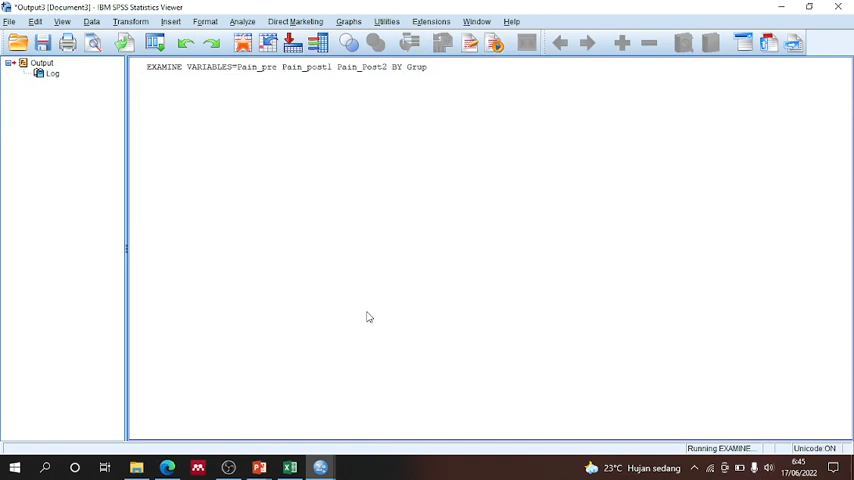 *Output3 [Document3] - IBM SPSS Statistics Viewer
File Edit View Data Transform Insert Format Analyze Direct Marketing Graphs Utilities Extensions Window Help
Output
Log
EXAMINE VARIABLES=Pain_pre Pain_post1 Pain_Post2 BY Grup
Running EXAMINE... Unicode:ON
23°C Hujan sedang
6:45
17/06/2022